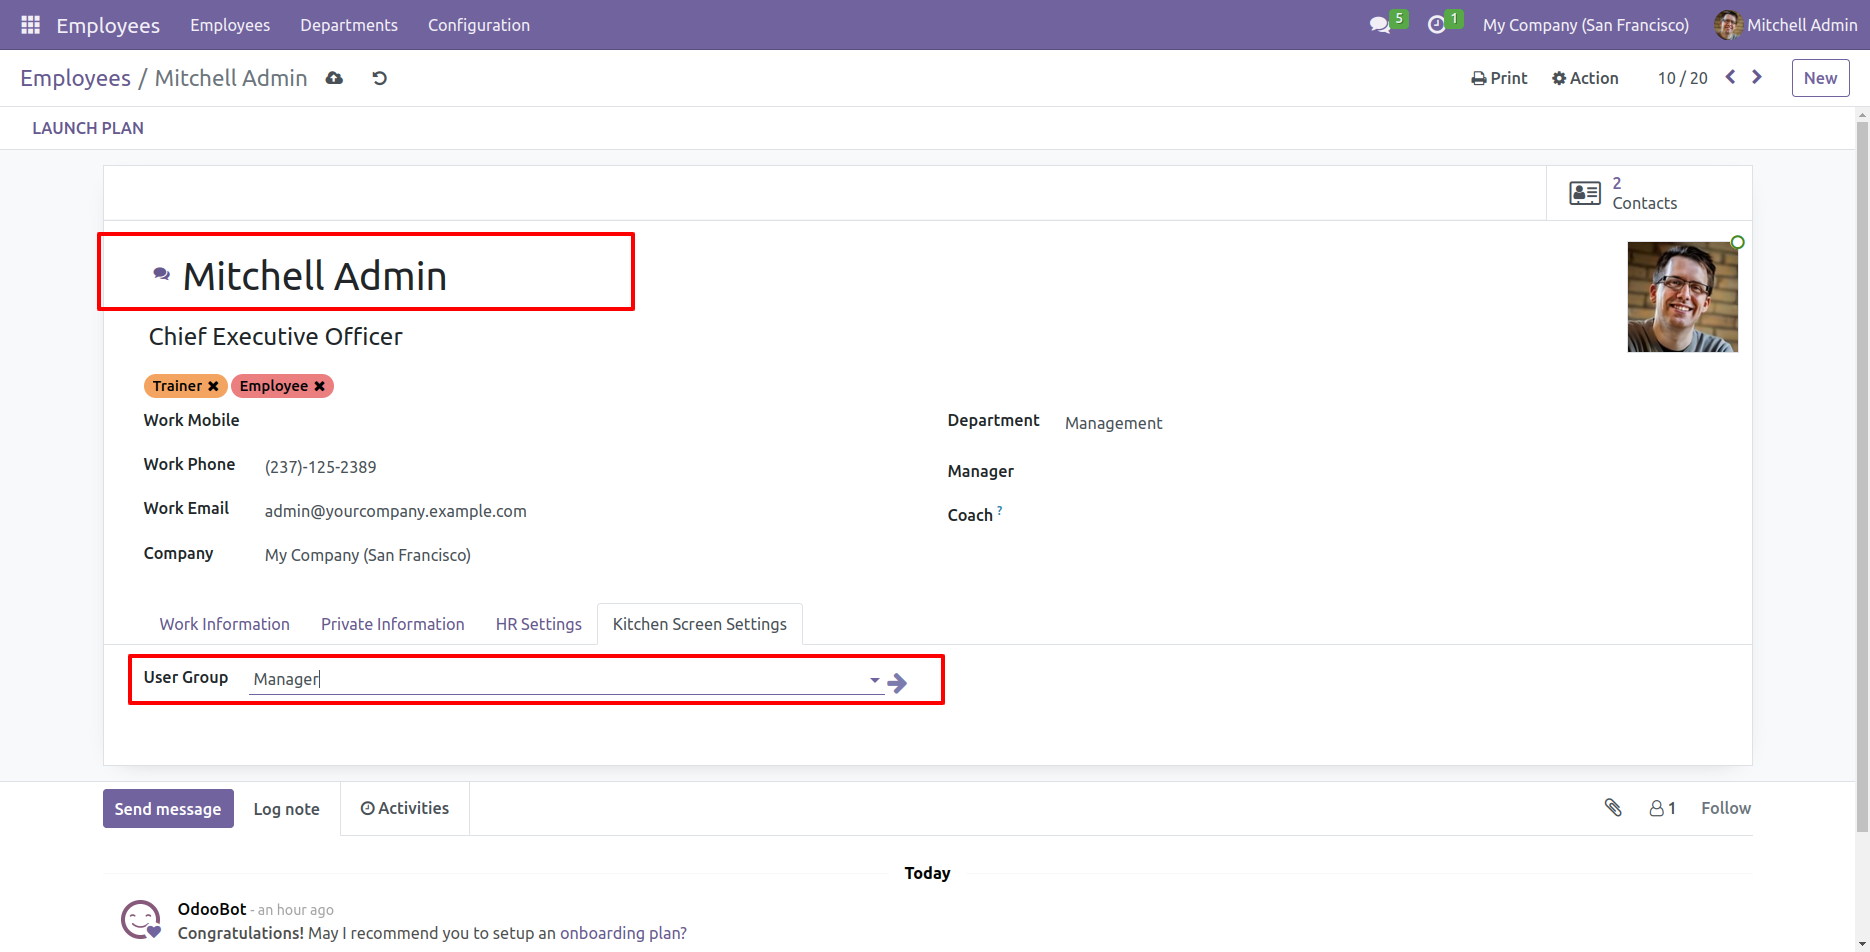 Employees Employees Departments Configuration 5 1 My Company (San Francisco) Mitchell Admin
Employees / Mitchell Admin Print Action 10 / 20 New
LAUNCH PLAN
2
Contacts
Mitchell Admin
Chief Executive Officer
Trainer Employee
Work Mobile
Department Management
Work Phone (237)-125-2389
Manager
Work Email admin@yourcompany.example.com
Coach ?
Company My Company (San Francisco)
Work Information Private Information HR Settings Kitchen Screen Settings
User Group Manager
Send message Log note Activities 1 Follow
Today
OdooBot - an hour ago
Congratulations! May I recommend you to setup an onboarding plan?